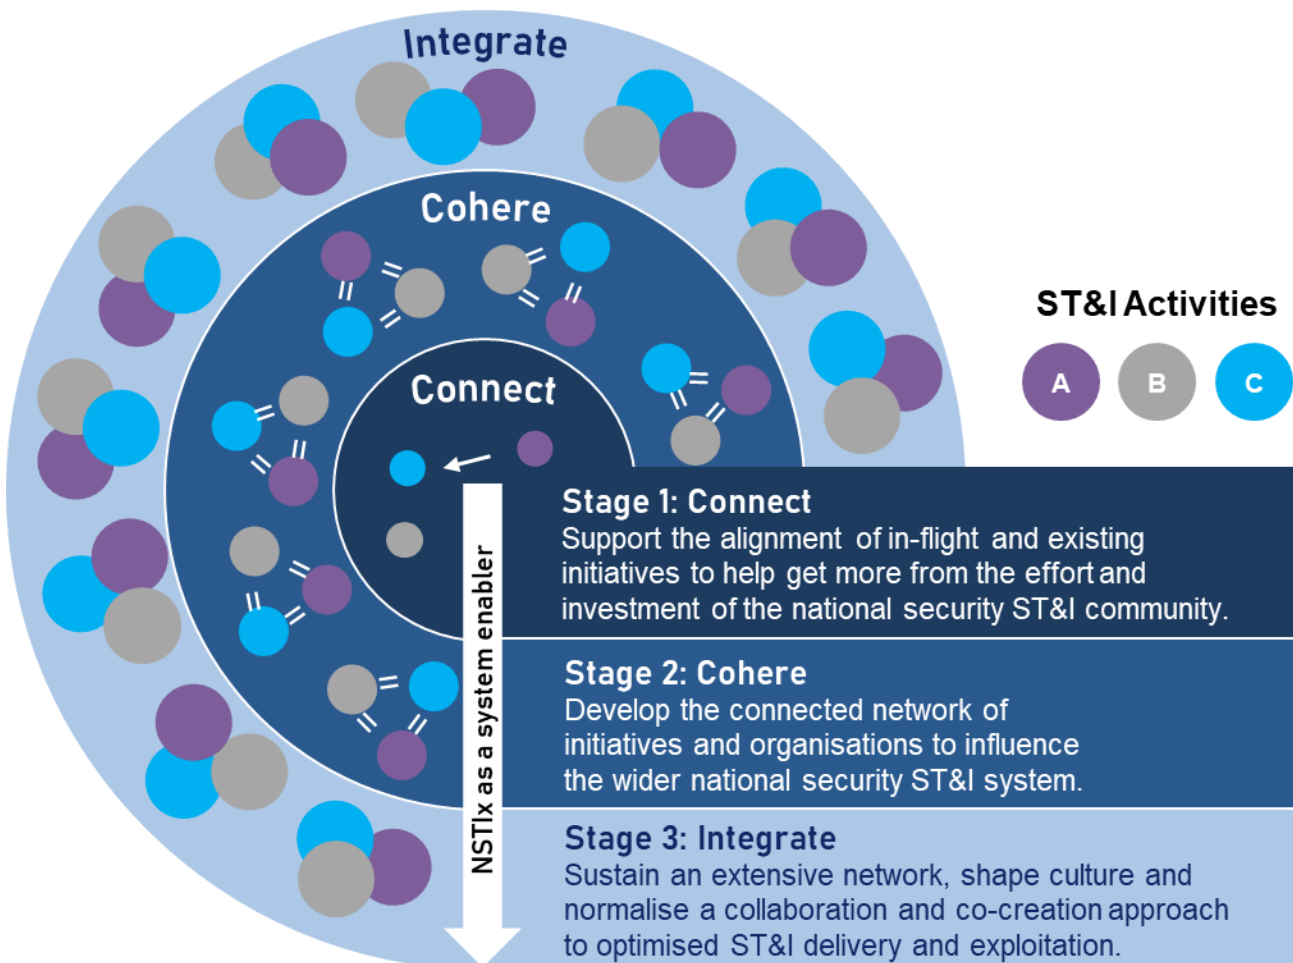 Integrate
Cohere
Connect
ST&I Activities
A B C
NSTIx as a system enabler
Stage 1: Connect
Support the alignment of in-flight and existing
initiatives to help get more from the effort and
investment of the national security ST&I community.
Stage 2: Cohere
Develop the connected network of
initiatives and organisations to influence
the wider national security ST&I system.
Stage 3: Integrate
Sustain an extensive network, shape culture and
normalise a collaboration and co-creation approach
to optimised ST&I delivery and exploitation.